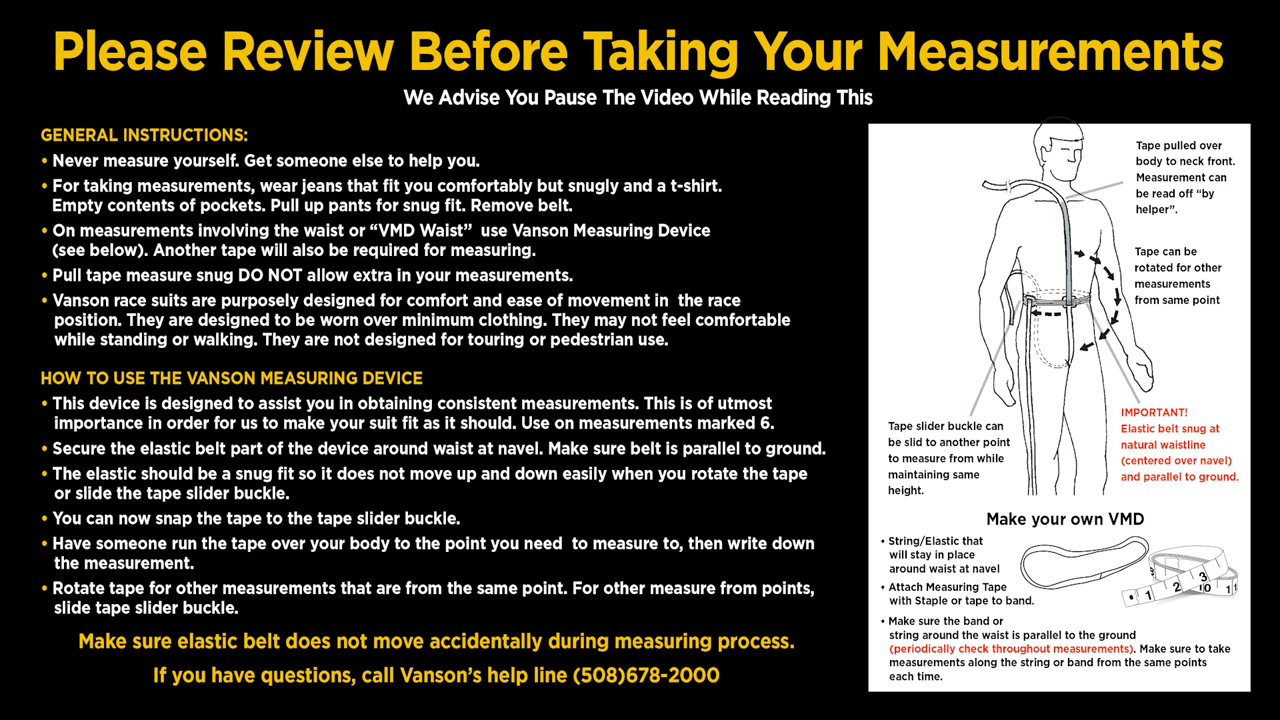 Please Review Before Taking Your Measurements
We Advise You Pause The Video While Reading This
GENERAL INSTRUCTIONS:
• Never measure yourself. Get someone else to help you.
• For taking measurements, wear jeans that fit you comfortably but snugly and a t-shirt.
Empty contents of pockets. Pull up pants for snug fit. Remove belt.
• On measurements involving the waist or “VMD Waist” use Vanson Measuring Device
(see below). Another tape will also be required for measuring.
• Pull tape measure snug DO NOT allow extra in your measurements.
• Vanson race suits are purposely designed for comfort and ease of movement in the race
position. They are designed to be worn over minimum clothing. They may not feel comfortable
while standing or walking. They are not designed for touring or pedestrian use.
HOW TO USE THE VANSON MEASURING DEVICE
• This device is designed to assist you in obtaining consistent measurements. This is of utmost
importance in order for us to make your suit fit as it should. Use on measurements marked 6.
• Secure the elastic belt part of the device around waist at navel. Make sure belt is parallel to ground.
• The elastic should be a snug fit so it does not move up and down easily when you rotate the tape
or slide the tape slider buckle.
• You can now snap the tape to the tape slider buckle.
• Have someone run the tape over your body to the point you need to measure to, then write down
the measurement.
• Rotate tape for other measurements that are from the same point. For other measure from points,
slide tape slider buckle.
Make sure elastic belt does not move accidentally during measuring process.
If you have questions, call Vanson’s help line (508)678-2000
Tape pulled over
body to neck front.
Measurement can
be read off “by
helper”.
Tape can be
rotated for other
measurements
from same point
Tape slider buckle can
be slid to another point
to measure from while
maintaining same
height.
IMPORTANT!
Elastic belt snug at
natural waistline
(centered over navel)
and parallel to ground.
Make your own VMD
• String/Elastic that
will stay in place
around waist at navel
• Attach Measuring Tape
with Staple or tape to band.
• Make sure the band or
string around the waist is parallel to the ground
(periodically check throughout measurements). Make sure to take
measurements along the string or band from the same points
each time.
9
1 2 3 10 11